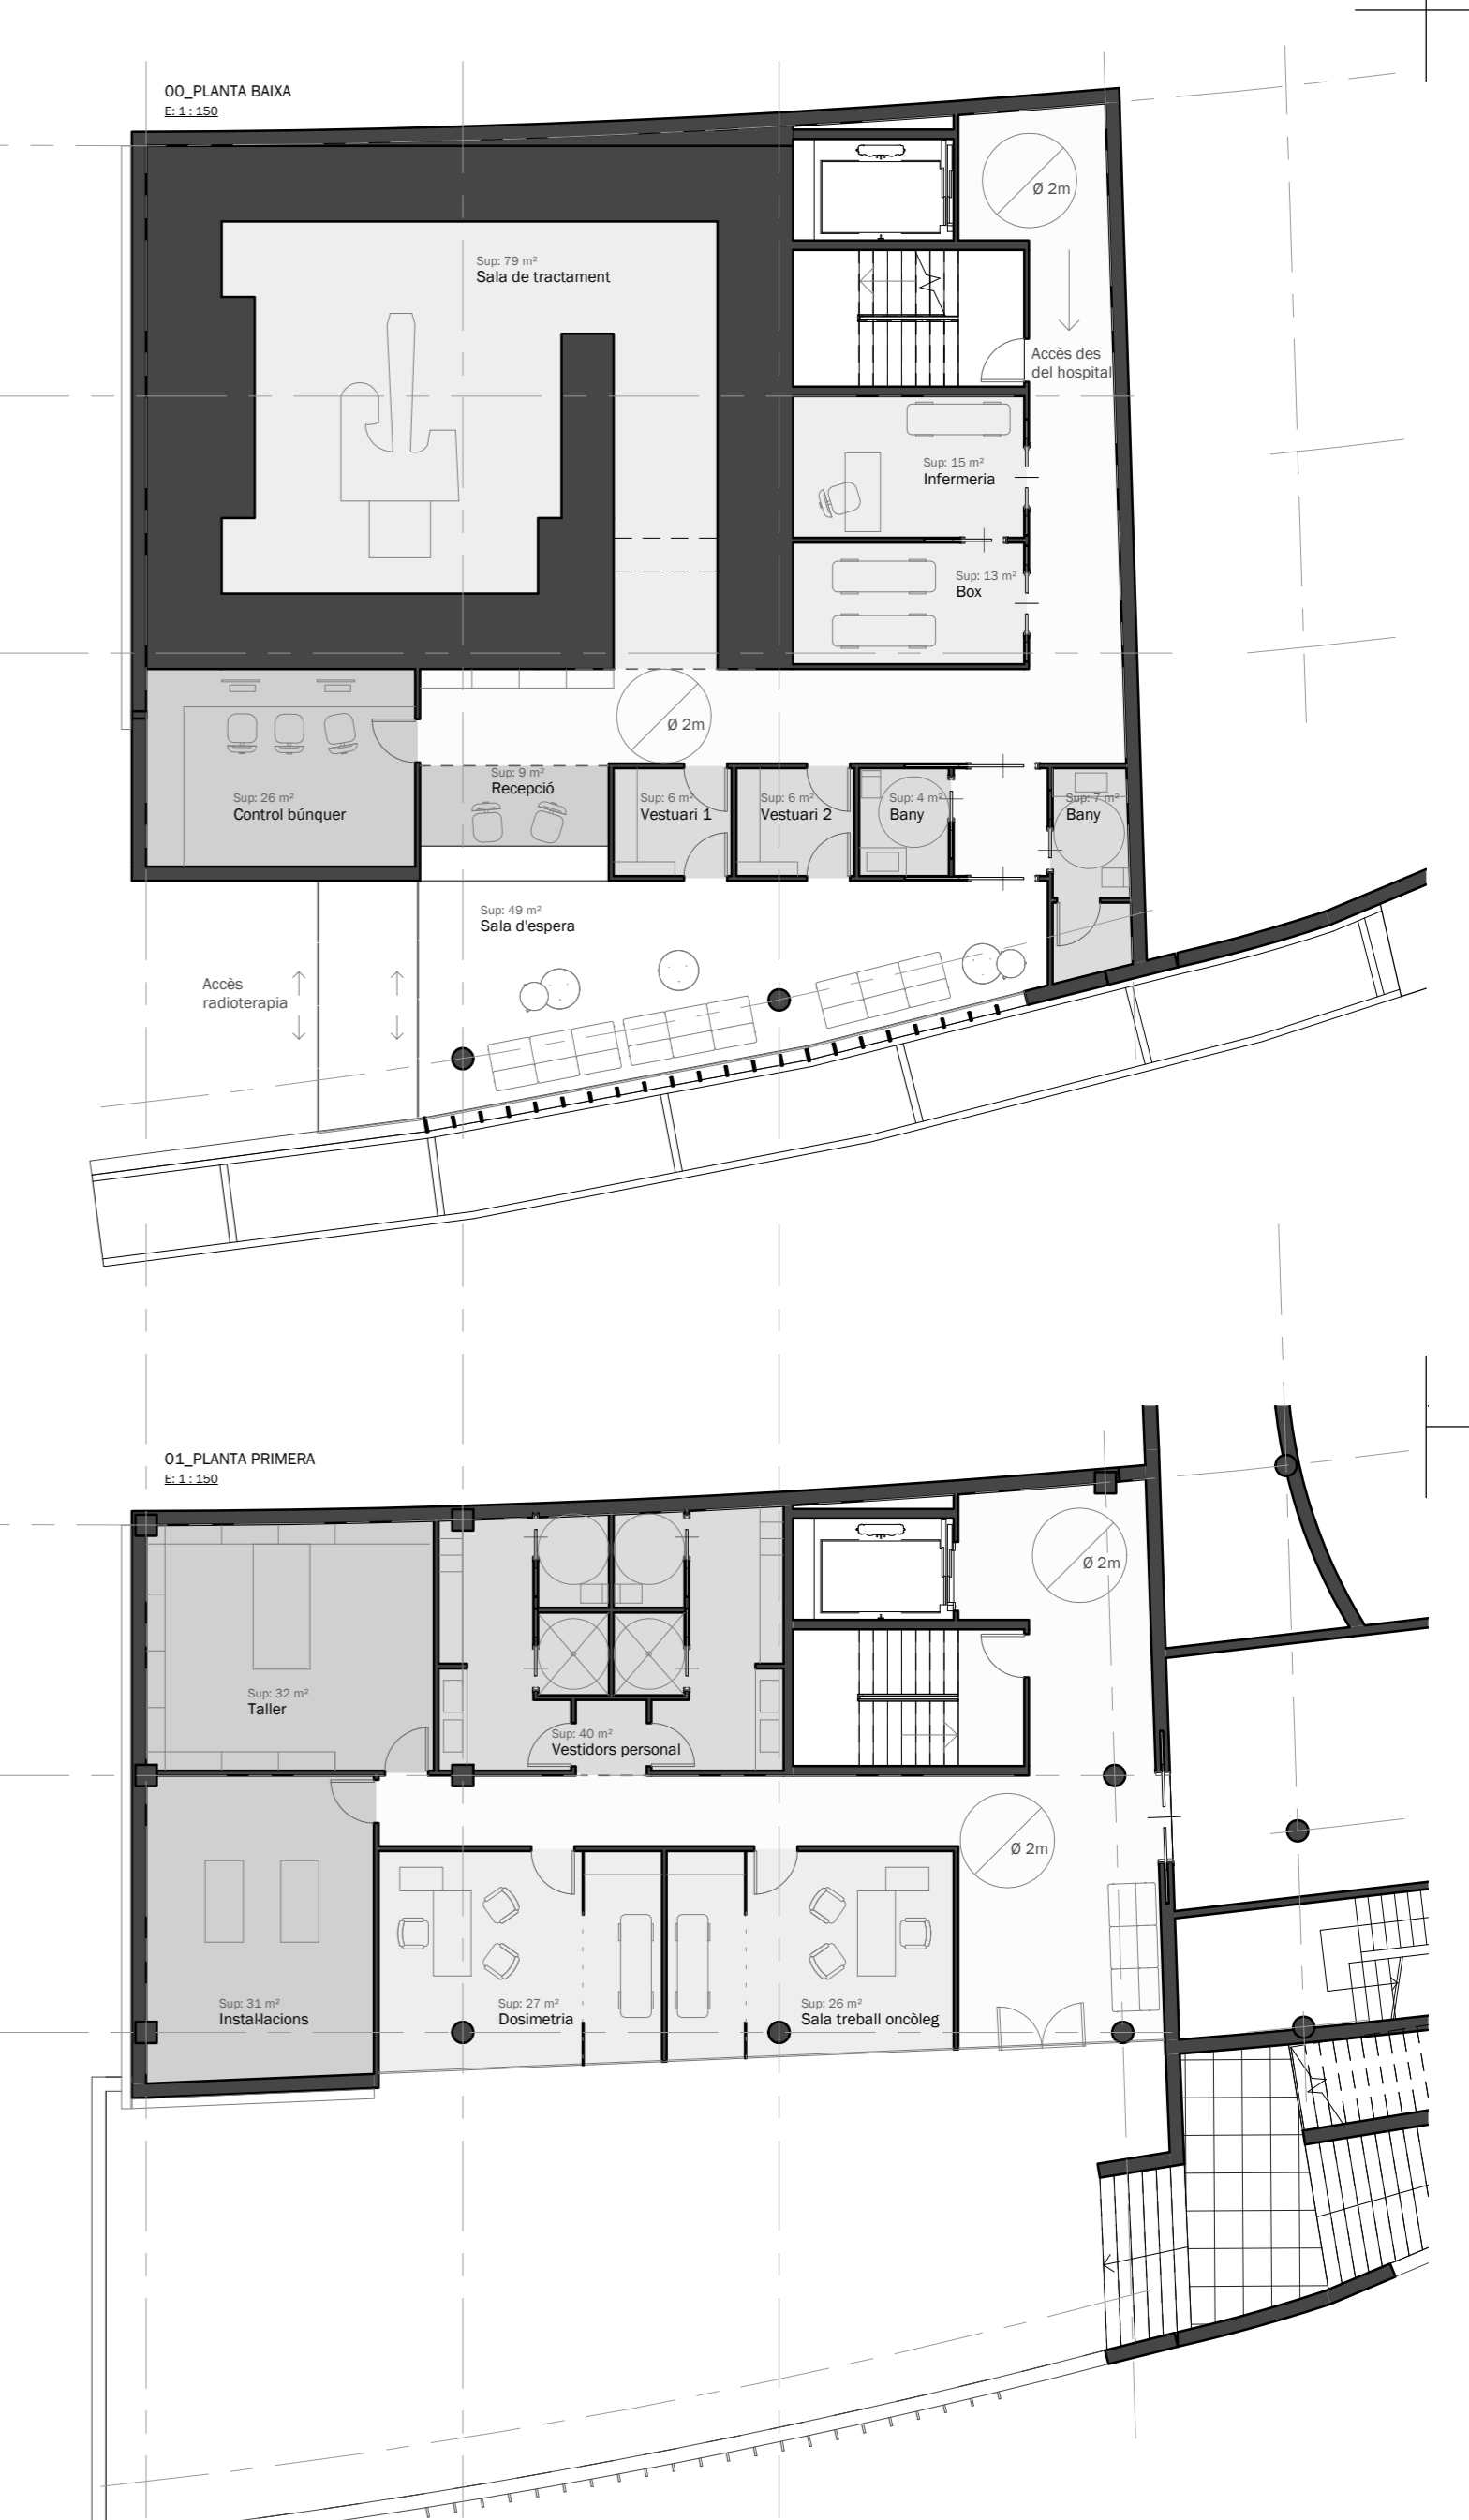 00_PLANTA BAIXA
E: 1 : 150
Ø 2m
Sup: 79 m²
Sala de tractament
Accès des
del hospital
Sup: 15 m²
Infermeria
Sup: 13 m²
Box
Ø 2m
Sup: 9 m²
Recepció
Sup: 26 m²
Control búnquer
Sup: 6 m²
Vestuari 1
Sup: 6 m²
Vestuari 2
Sup: 4 m²
Bany
Sup: 7 m²
Bany
Sup: 49 m²
Sala d'espera
Accès
radioterapia
01_PLANTA PRIMERA
E: 1 : 150
Ø 2m
Sup: 32 m²
Taller
Sup: 40 m²
Vestidors personal
Ø 2m
Sup: 31 m²
Instal·lacions
Sup: 27 m²
Dosimetria
Sup: 26 m²
Sala treball oncòleg